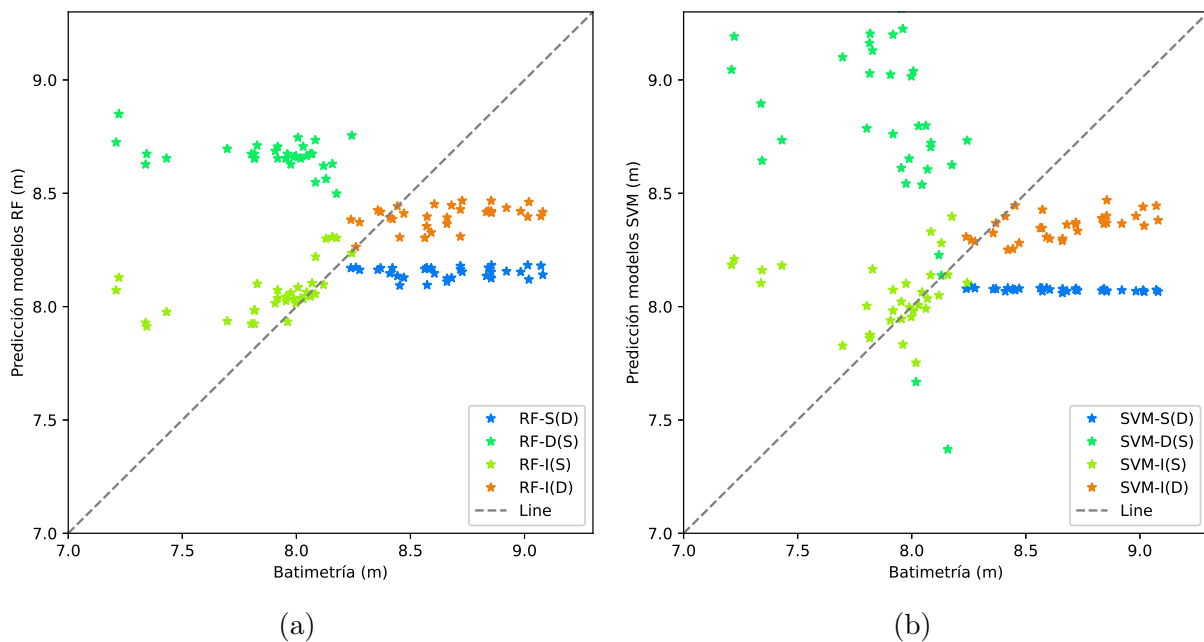 9.0
8.5
8.0
7.5
7.0
7.0 7.5 8.0 8.5 9.0
Predicción modelos RF (m)
Batimetría (m)
RF-S(D)
RF-D(S)
RF-I(S)
RF-I(D)
Line
(a)
9.0
8.5
8.0
7.5
7.0
7.0 7.5 8.0 8.5 9.0
Predicción modelos SVM (m)
Batimetría (m)
SVM-S(D)
SVM-D(S)
SVM-I(S)
SVM-I(D)
Line
(b)